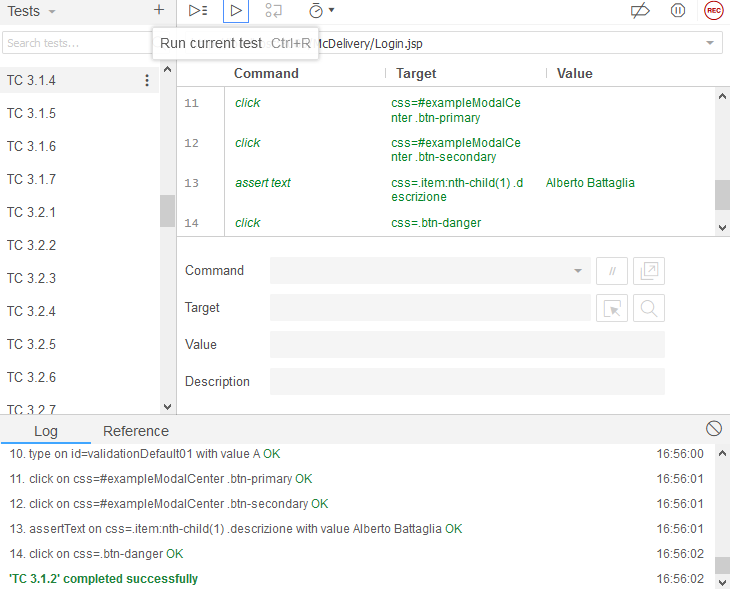 Tests
REC
Search tests...
Run current test Ctrl+R
McDelivery/Login.jsp
Command Target Value
TC 3.1.4
TC 3.1.5
TC 3.1.6
TC 3.1.7
TC 3.2.1
TC 3.2.2
TC 3.2.3
TC 3.2.4
TC 3.2.5
TC 3.2.6
TC 3.2.7
11 click css=#exampleModalCe
nter .btn-primary
12 click css=#exampleModalCe
nter .btn-secondary
13 assert text css=.item:nth-child(1) .d Alberto Battaglia
escrizione
14 click css=.btn-danger
Command //
Target
Value
Description
Log Reference
10. type on id=validationDefault01 with value A OK 16:56:00
11. click on css=#exampleModalCenter .btn-primary OK 16:56:01
12. click on css=#exampleModalCenter .btn-secondary OK 16:56:01
13. assertText on css=.item:nth-child(1) .descrizione with value Alberto Battaglia OK 16:56:01
14. click on css=.btn-danger OK 16:56:02
'TC 3.1.2' completed successfully 16:56:02